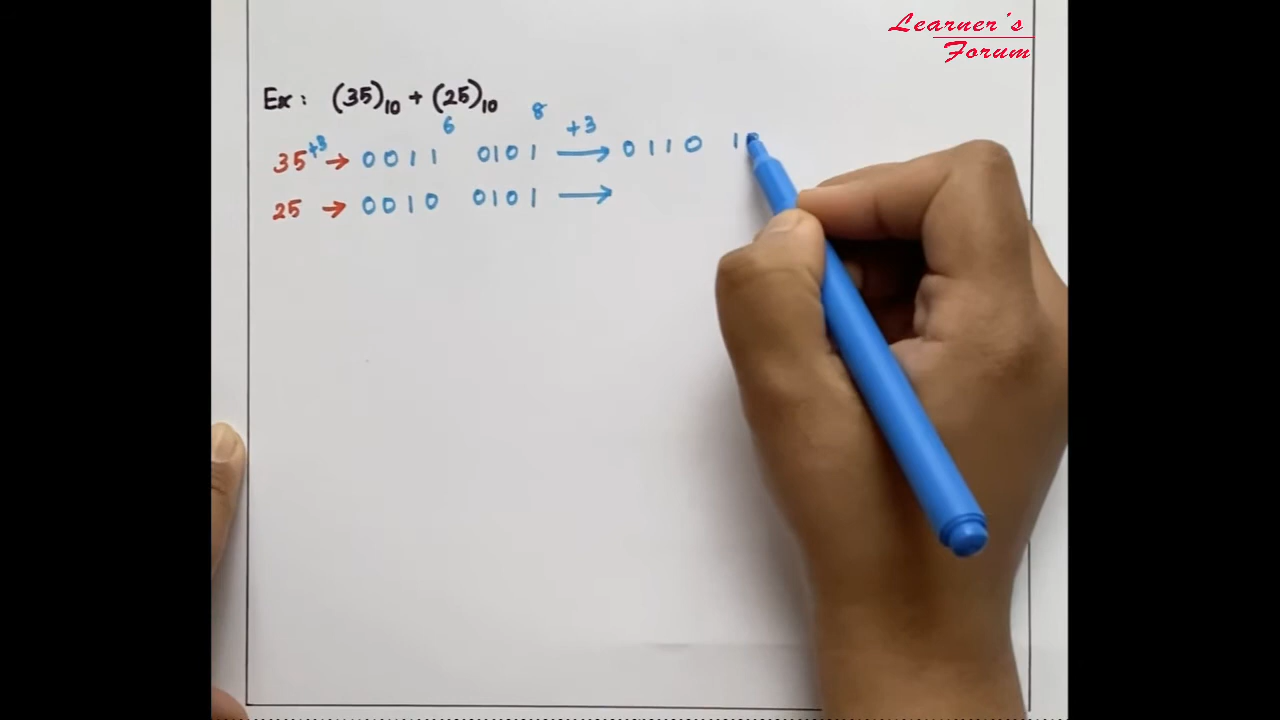 Learner's
Forum
Ex: (35)10 + (25)10
6 8
35+3 → 0011 0101 +3→ 0110 1
25 → 0010 0101 →